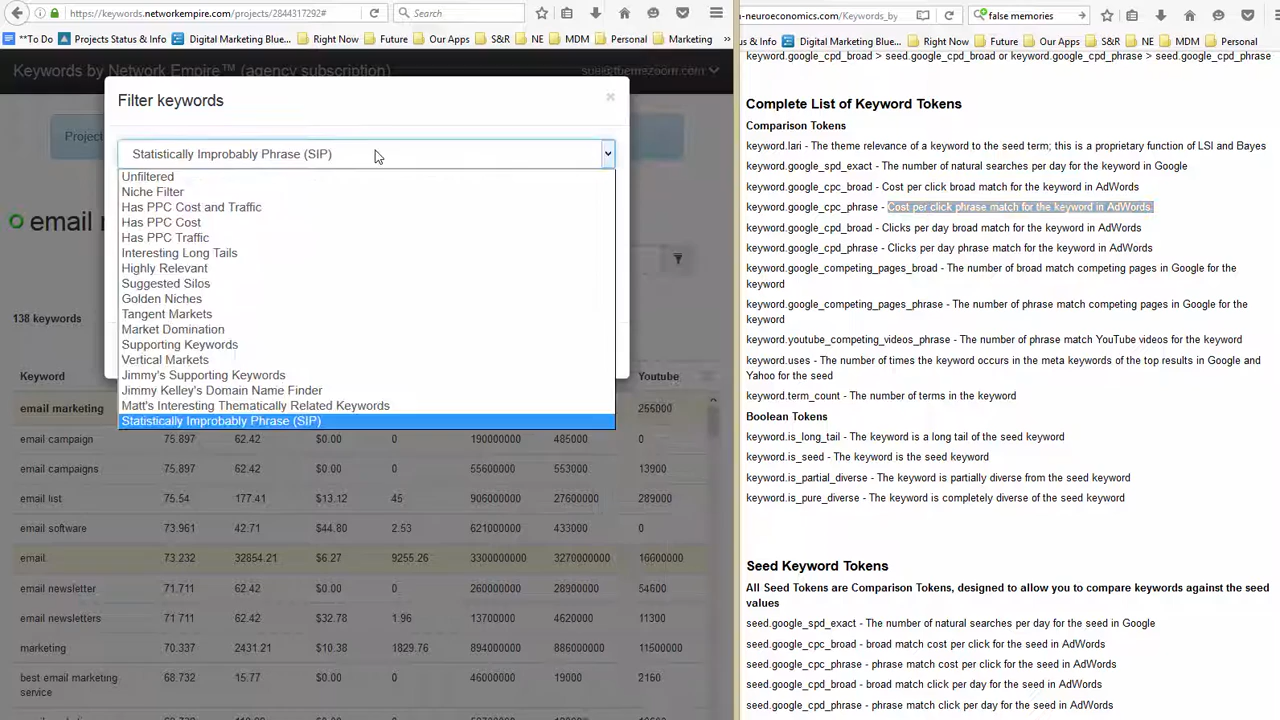 https://keywords.networkempire.com/projects/2844317292#
Search
**To Do
Projects Status & Info
Digital Marketing Blue...
Right Now
Future
Our Apps
S&R
NE
MDM
Personal
Marketing
Keywords by Network Empire™ (agency subscription)
Filter keywords
Project
Statistically Improbably Phrase (SIP)
Unfiltered
Niche Filter
Has PPC Cost and Traffic
Has PPC Cost
Has PPC Traffic
Interesting Long Tails
Highly Relevant
Suggested Silos
Golden Niches
Tangent Markets
Market Domination
Supporting Keywords
Vertical Markets
Jimmy's Supporting Keywords
Jimmy Kelley's Domain Name Finder
Matt's Interesting Thematically Related Keywords
Statistically Improbably Phrase (SIP)
email
138 keywords
Keyword Youtube
email marketing 255000
email campaign 75.897 62.42 $0.00 0 190000000 485000 0
email campaigns 75.897 62.42 $0.00 0 55600000 553000 13900
email list 75.54 177.41 $13.12 45 906000000 27600000 289000
email software 73.961 42.71 $44.80 2.53 621000000 433000 0
email 73.232 32854.21 $6.27 9255.26 3300000000 3270000000 16600000
email newsletter 71.711 62.42 $0.00 0 260000000 28900000 54600
email newsletters 71.711 62.42 $32.78 1.96 13700000 4620000 11300
marketing 70.337 2431.21 $10.38 1829.76 894000000 886000000 11500000
best email marketing 68.732 15.77 $0.00 0 46000000 19000 2160
service
-neuroeconomics.com/Keywords_by
false memories
us & Info
Digital Marketing Blue...
Right Now
Future
Our Apps
S&R
NE
MDM
Personal
keyword.google_cpd_broad > seed.google_cpd_broad or keyword.google_cpd_phrase > seed.google_cpd_phrase
Complete List of Keyword Tokens
Comparison Tokens
keyword.lari - The theme relevance of a keyword to the seed term; this is a proprietary function of LSI and Bayes
keyword.google_spd_exact - The number of natural searches per day for the keyword in Google
keyword.google_cpc_broad - Cost per click broad match for the keyword in AdWords
keyword.google_cpc_phrase - Cost per click phrase match for the keyword in AdWords.
keyword.google_cpd_broad - Clicks per day broad match for the keyword in AdWords
keyword.google_cpd_phrase - Clicks per day phrase match for the keyword in AdWords
keyword.google_competing_pages_broad - The number of broad match competing pages in Google for the
keyword
keyword.google_competing_pages_phrase - The number of phrase match competing pages in Google for the
keyword
keyword.youtube_competing_videos_phrase - The number of phrase match YouTube videos for the keyword
keyword.uses - The number of times the keyword occurs in the meta keywords of the top results in Google and
Yahoo for the seed
keyword.term_count - The number of terms in the keyword
Boolean Tokens
keyword.is_long_tail - The keyword is a long tail of the seed keyword
keyword.is_seed - The keyword is the seed keyword
keyword.is_partial_diverse - The keyword is partially diverse from the seed keyword
keyword.is_pure_diverse - The keyword is completely diverse of the seed keyword
Seed Keyword Tokens
All Seed Tokens are Comparison Tokens, designed to allow you to compare keywords against the seed
values
seed.google_spd_exact - The number of natural searches per day for the seed in Google
seed.google_cpc_broad - broad match cost per click for the seed in AdWords
seed.google_cpc_phrase - phrase match cost per click for the seed in AdWords
seed.google_cpd_broad - broad match click per day for the seed in AdWords
seed.google_cpd_phrase - phrase match click per day for the seed in AdWords